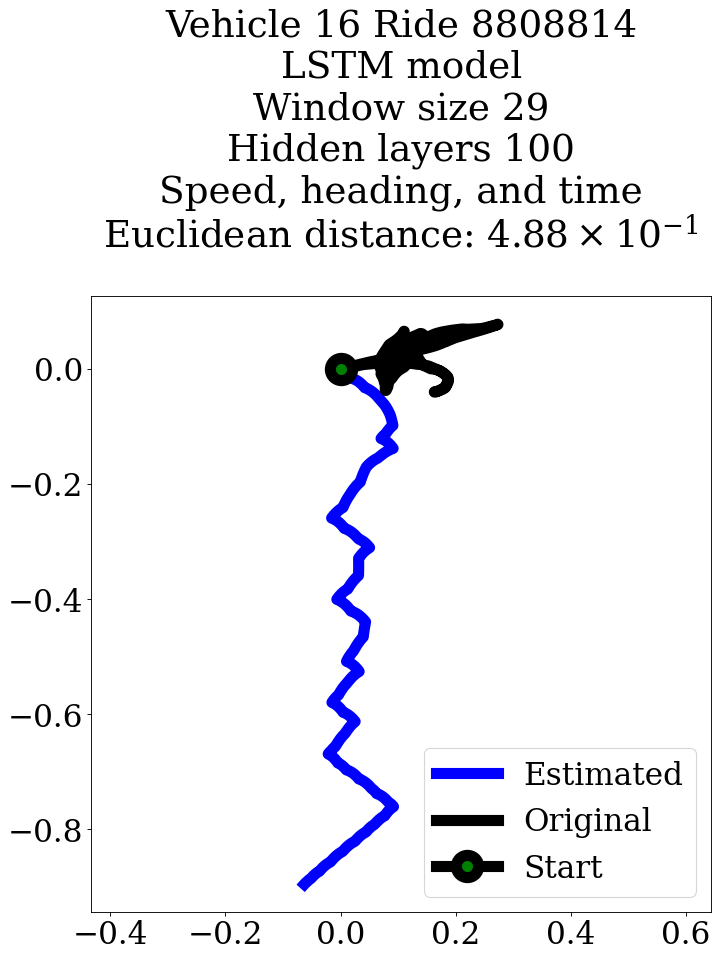 Vehicle 16 Ride 8808814
LSTM model
Window size 29
Hidden layers 100
Speed, heading, and time
Euclidean distance: 4.88 × 10⁻¹
0.0
−0.2
−0.4
−0.6
−0.8
Estimated
Original
Start
−0.4 −0.2 0.0 0.2 0.4 0.6